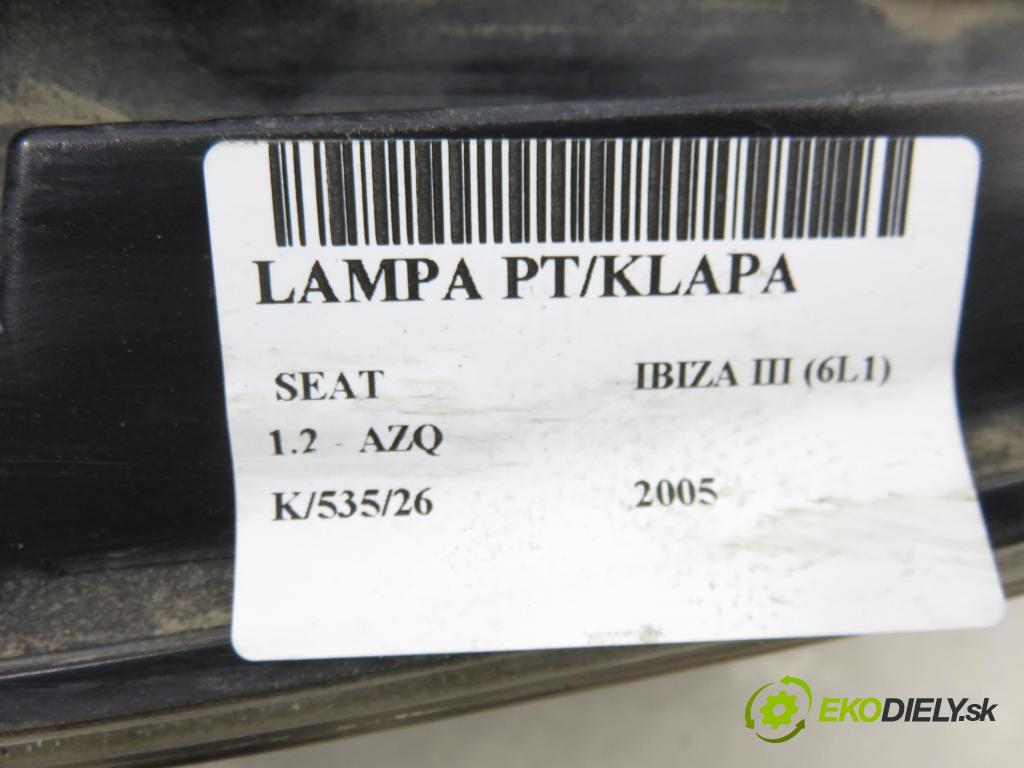 LAMPA PT/KLAPA
SEAT IBIZA III (6L1)
1.2 - AZQ
K/535/26 2005
EKODIELY.sk